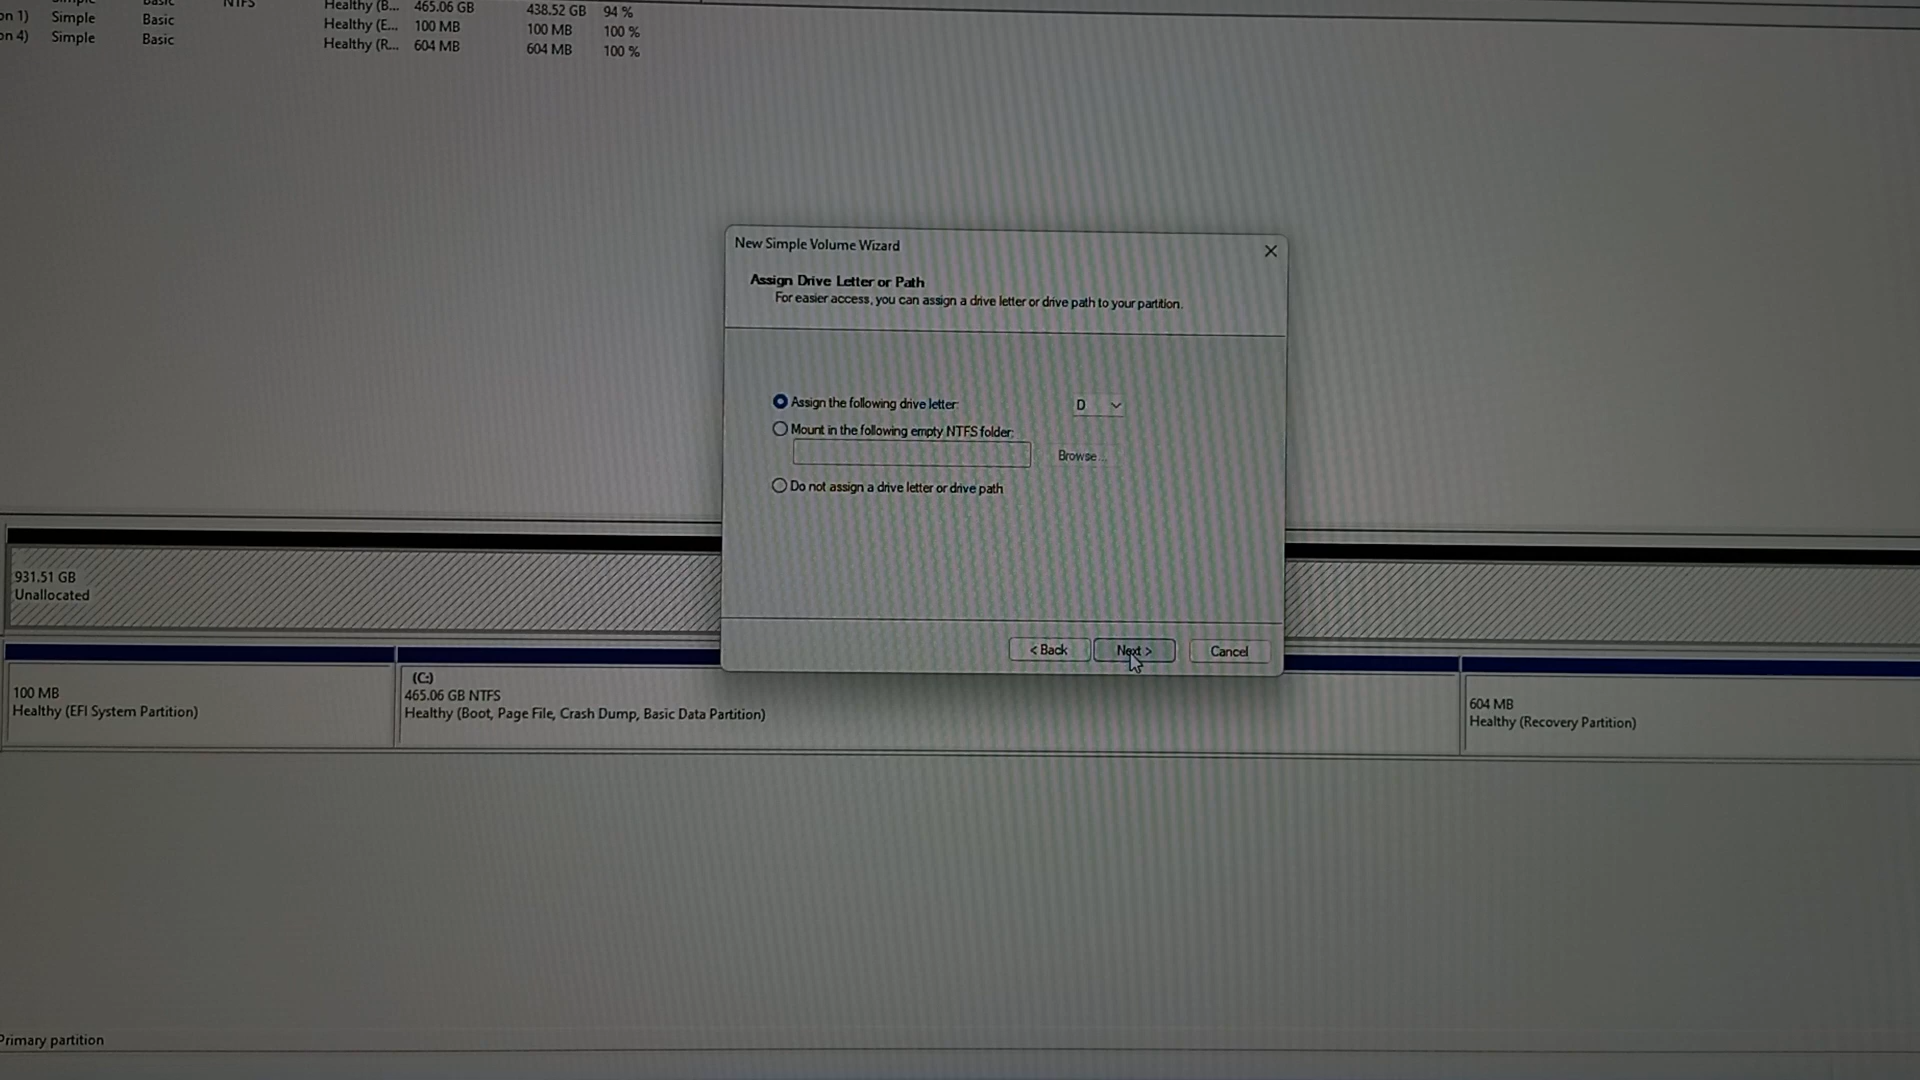 Simple Basic NTFS
on 1) Simple Basic Healthy (B... 465.06 GB 438.52 GB 94 %
on 4) Simple Basic Healthy (E... 100 MB 100 MB 100 %
Healthy (R... 604 MB 604 MB 100 %
New Simple Volume Wizard
Assign Drive Letter or Path
For easier access, you can assign a drive letter or drive path to your partition.
Assign the following drive letter: D
Mount in the following empty NTFS folder:
Browse...
Do not assign a drive letter or drive path
< Back Next > Cancel
931.51 GB
Unallocated
100 MB
Healthy (EFI System Partition)
(C:)
465.06 GB NTFS
Healthy (Boot, Page File, Crash Dump, Basic Data Partition)
604 MB
Healthy (Recovery Partition)
Primary partition